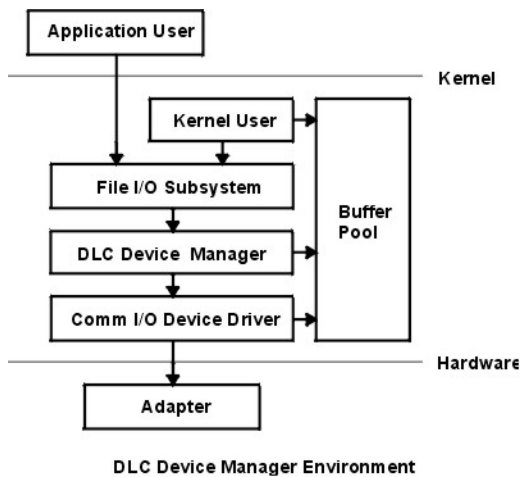 Application User
Kernel
Kernel User
File I/O Subsystem
Buffer
Pool
DLC Device Manager
Comm I/O Device Driver
Hardware
Adapter
DLC Device Manager Environment